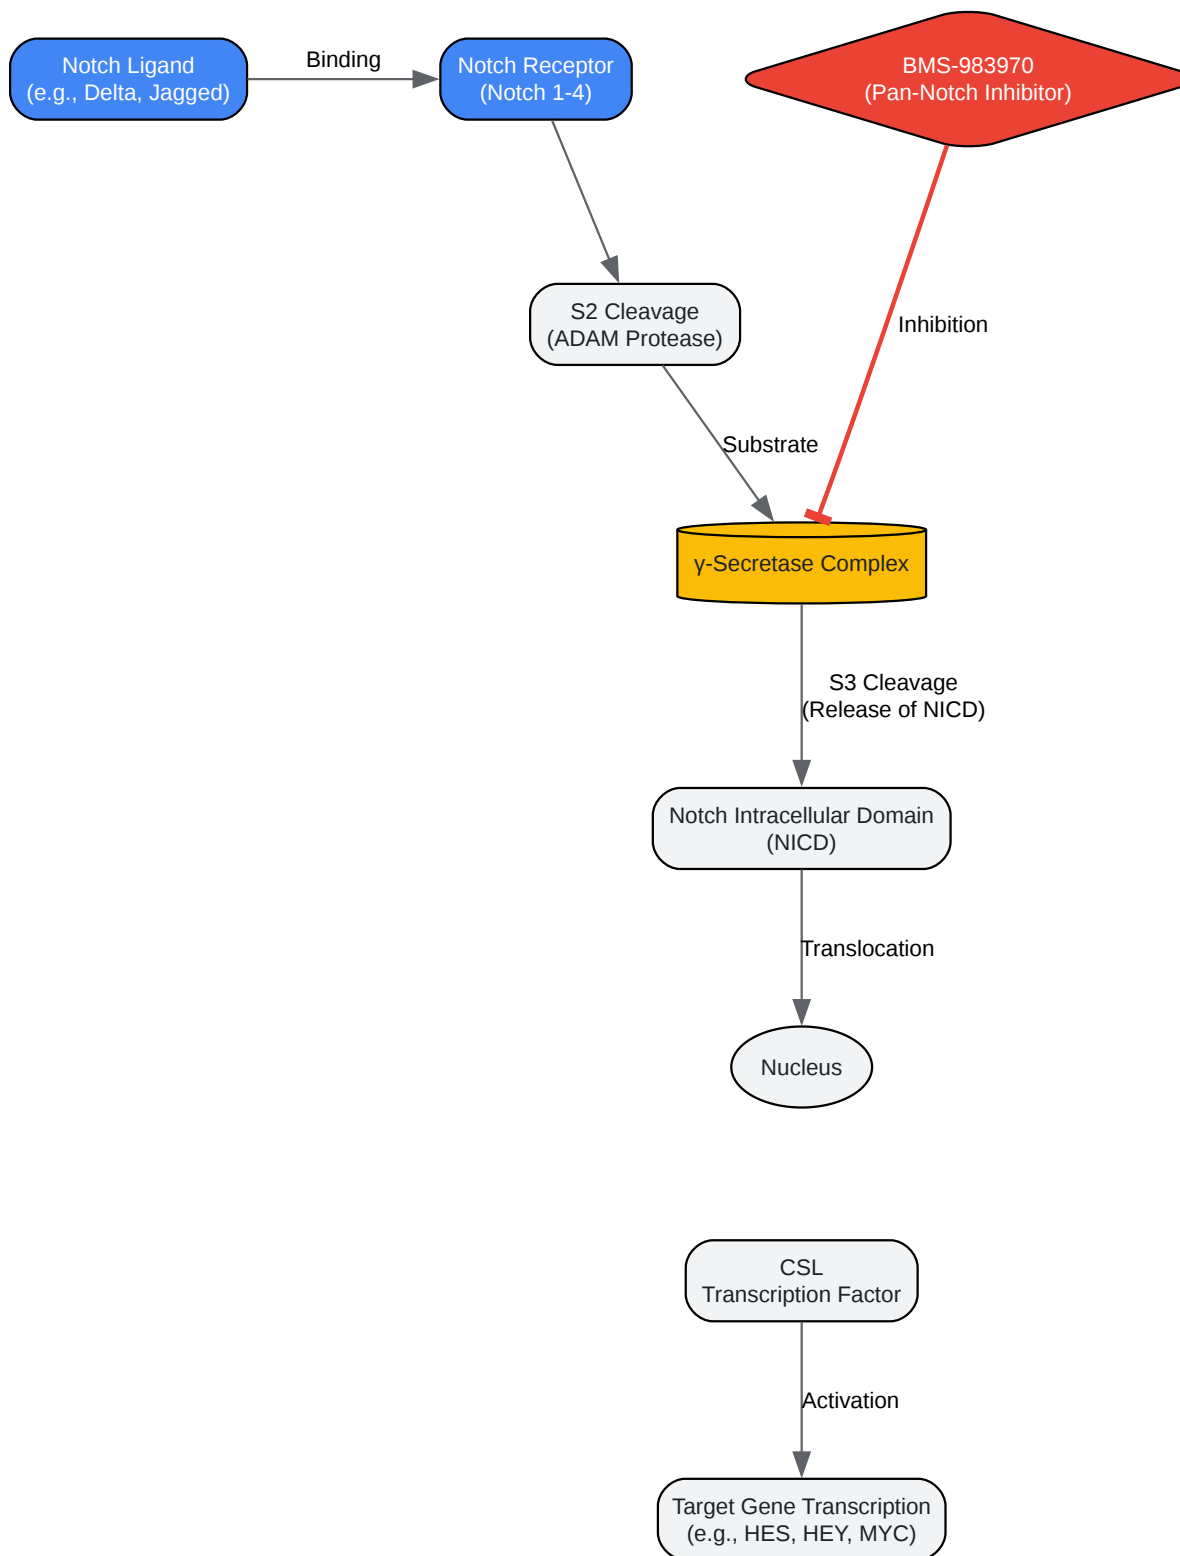 Notch Ligand
(e.g., Delta, Jagged)
Binding
Notch Receptor
(Notch 1-4)
BMS-983970
(Pan-Notch Inhibitor)
S2 Cleavage
(ADAM Protease)
Inhibition
Substrate
γ-Secretase Complex
S3 Cleavage
(Release of NICD)
Notch Intracellular Domain
(NICD)
Translocation
Nucleus
CSL
Transcription Factor
Activation
Target Gene Transcription
(e.g., HES, HEY, MYC)